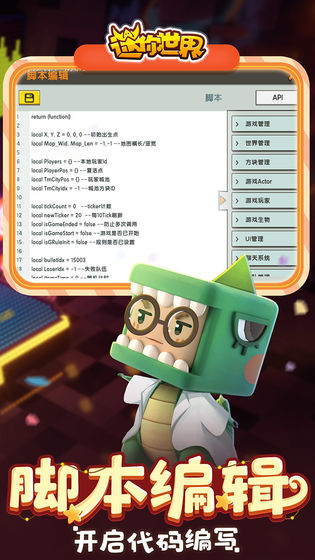 迷你世界
脚本编辑
脚本
API
1 return (function()
2
3 local X, Y, Z = 0, 0, 0 --初始出生点
4 local Map_Wid, Map_Len = -1,-1 --地图横长/竖宽
5
6 local Players = {} --本地玩家id
7 local PlayerPos = {} --复活点
8 local TmCityPos = {} --玩家城池
9 local TmCityIdx = -1 --城池方块ID
10
11 local tickCount = 0 --ticker计数
12 local newTicker = 20 --每10Tick刷新
13 local isGameEnded = false --防止多次调用
14 local isGameStart = false --游戏是否已开始
15 local isGRuleinit = false --规则是否已设置
16
17 local bulletidx = 15003
18 local Loseridx = -1 --失败队伍
游戏管理
世界管理
方块管理
游戏Actor
游戏玩家
游戏生物
UI管理
聊天系统
脚本编辑
开启代码编写